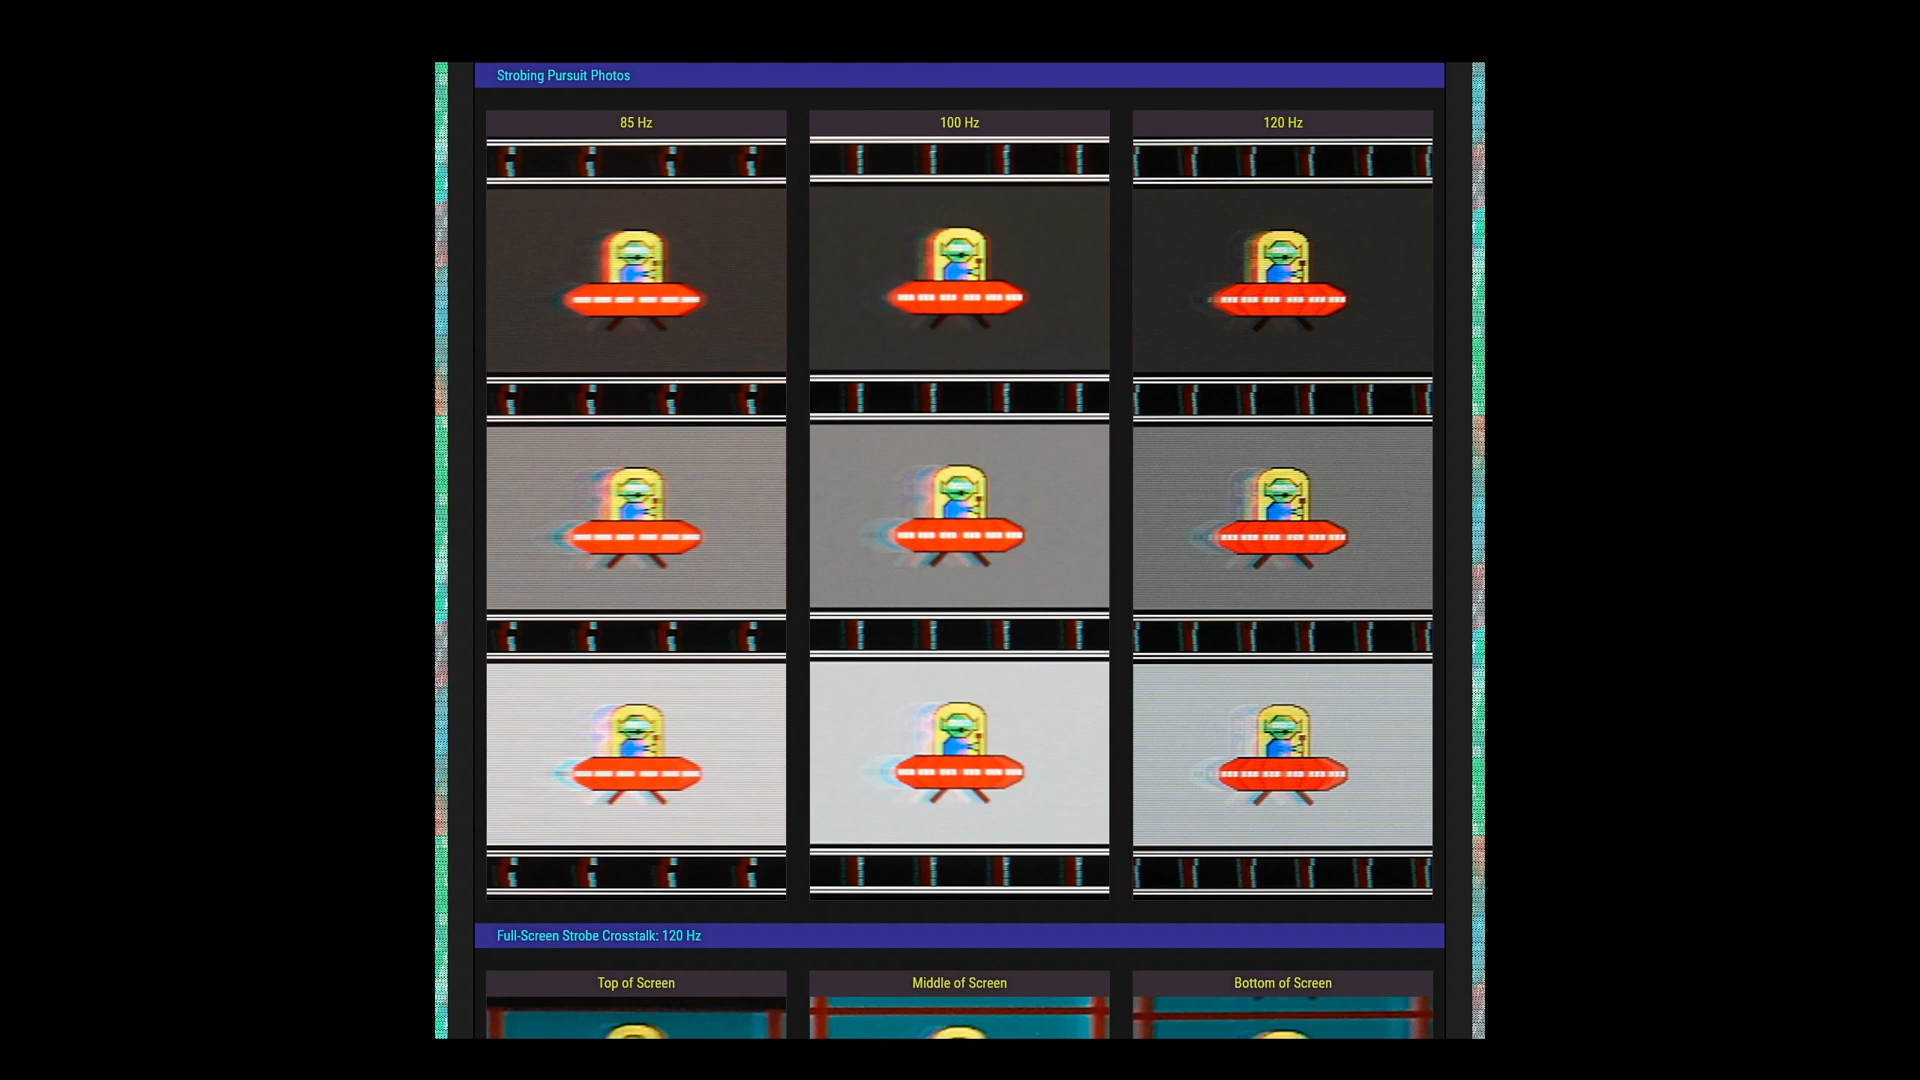 Strobing Pursuit Photos
85 Hz
100 Hz
120 Hz
Full-Screen Strobe Crosstalk: 120 Hz
Top of Screen
Middle of Screen
Bottom of Screen